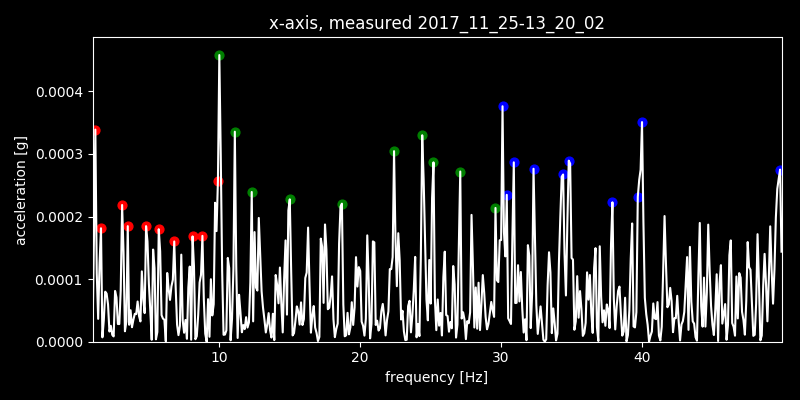 x-axis, measured 2017_11_25-13_20_02
acceleration [g]
0.0004
0.0003
0.0002
0.0001
0.0000
10 20 30 40
frequency [Hz]